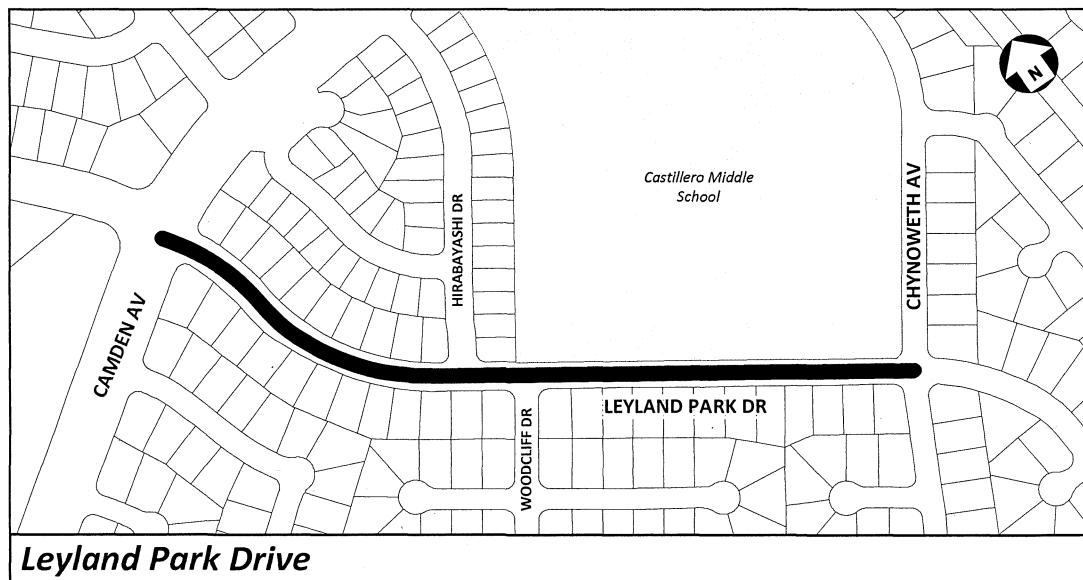 N
Castillero Middle
School
HIRABAYASHI DR
CHYNOWETH AV
CAMDEN AV
LEYLAND PARK DR
WOODCLIFF DR
Leyland Park Drive